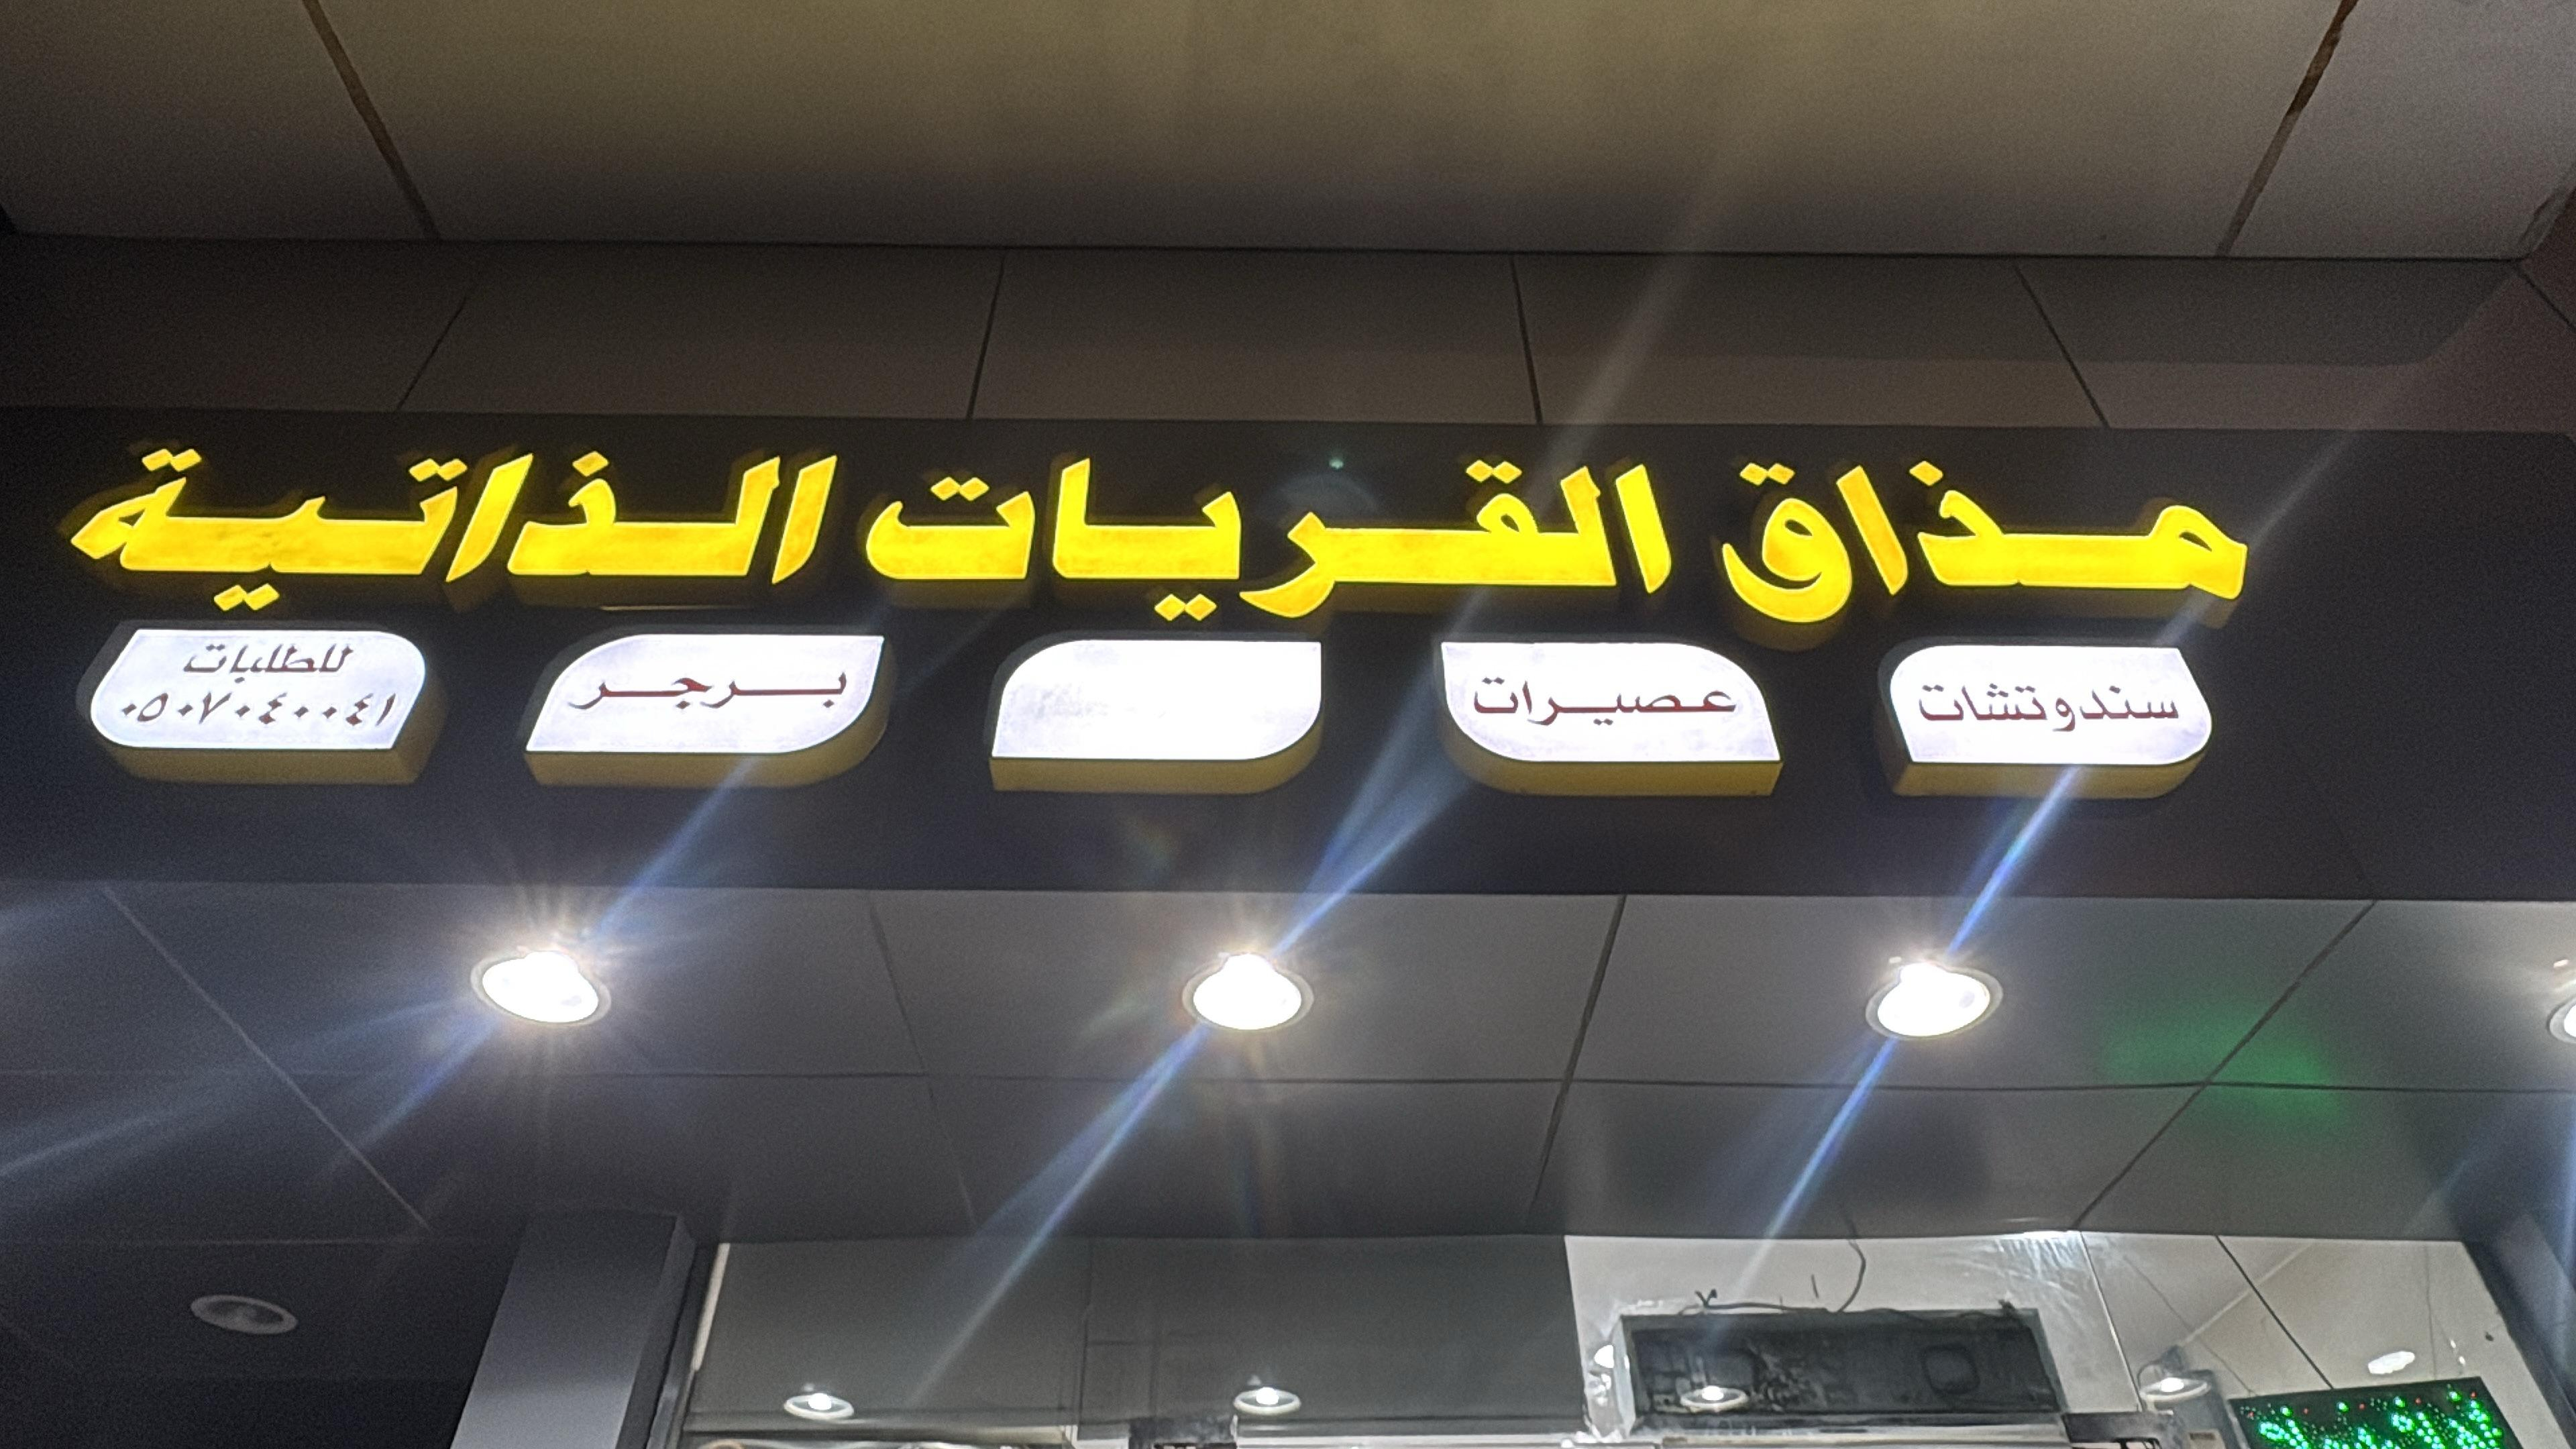 مذاق القريات الذاتية
سندوتشات
عصيرات
برجر
للطلبات
٠٥٠٧٠٤٠٠٤١